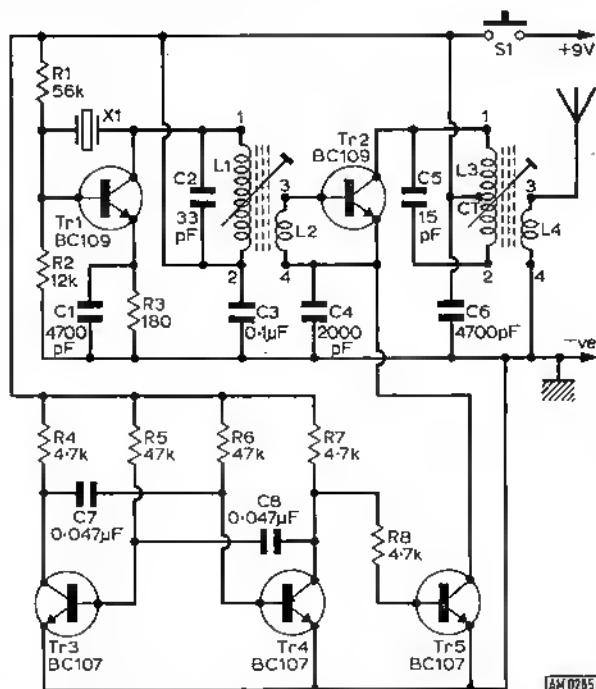 S1
+9V
R1
56k
X1
1
L1
C2
33
pF
2
3
L2
4
Tr1
BC109
R2
12k
C1
4700
pF
R3
180
C3
0·1μF
C4
2000
pF
Tr2
BC109
C5
15
pF
1
L3
CT
2
3
L4
4
C6
4700pF
-ve
R4
4·7k
R5
47k
R6
47k
R7
4·7k
C7
0·047μF
C8
0·047μF
R8
4·7k
Tr3
BC107
Tr4
BC107
Tr5
BC107
AM0285